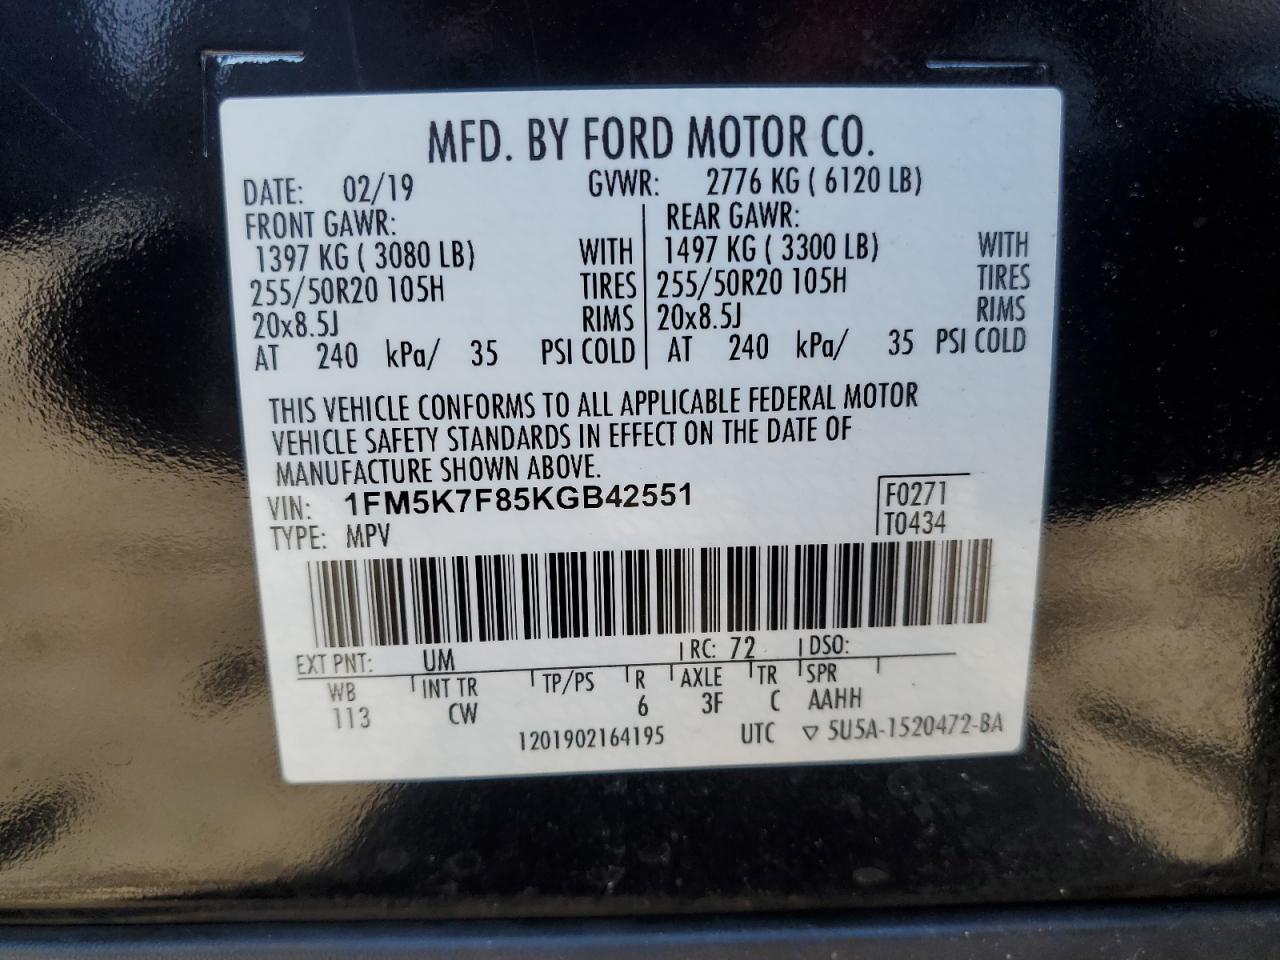 MFD. BY FORD MOTOR CO.
DATE: 02/19 GVWR: 2776 KG ( 6120 LB)
FRONT GAWR: REAR GAWR:
1397 KG ( 3080 LB) WITH 1497 KG ( 3300 LB) WITH
255/50R20 105H TIRES 255/50R20 105H TIRES
20x8.5J RIMS 20x8.5J RIMS
AT 240 kPa/ 35 PSI COLD AT 240 kPa/ 35 PSI COLD
THIS VEHICLE CONFORMS TO ALL APPLICABLE FEDERAL MOTOR
VEHICLE SAFETY STANDARDS IN EFFECT ON THE DATE OF
MANUFACTURE SHOWN ABOVE.
VIN: 1FM5K7F85KGB42551 F0271
TYPE: MPV T0434
EXT PNT: UM RC: 72 DSO:
WB INT TR TP/PS R AXLE TR SPR
113 CW 6 3F C AAHH
1201902164195 UTC ▽ 5U5A-1520472-BA